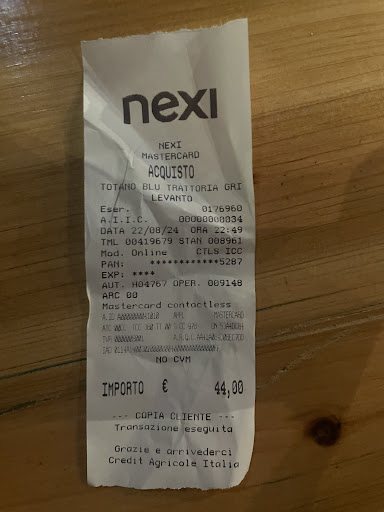 nexi
NEXI
MASTERCARD
ACQUISTO
TOTANO BLU TRATTORIA GRI
LEVANTO
Eser. 0176960
A.I.I.C. 00000000034
DATA 22/08/24 ORA 22:49
TML 00419679 STAN 008961
Mod. Online CTLS ICC
PAN: ************5287
EXP: ****
AUT. H04767 OPER. 009148
ARC 00
Mastercard contactless
APPL MASTERCARD
NO CVM
IMPORTO € 44,00
--- COPIA CLIENTE ---
Transazione eseguita
Grazie e arrivederci
Credit Agricole Italia